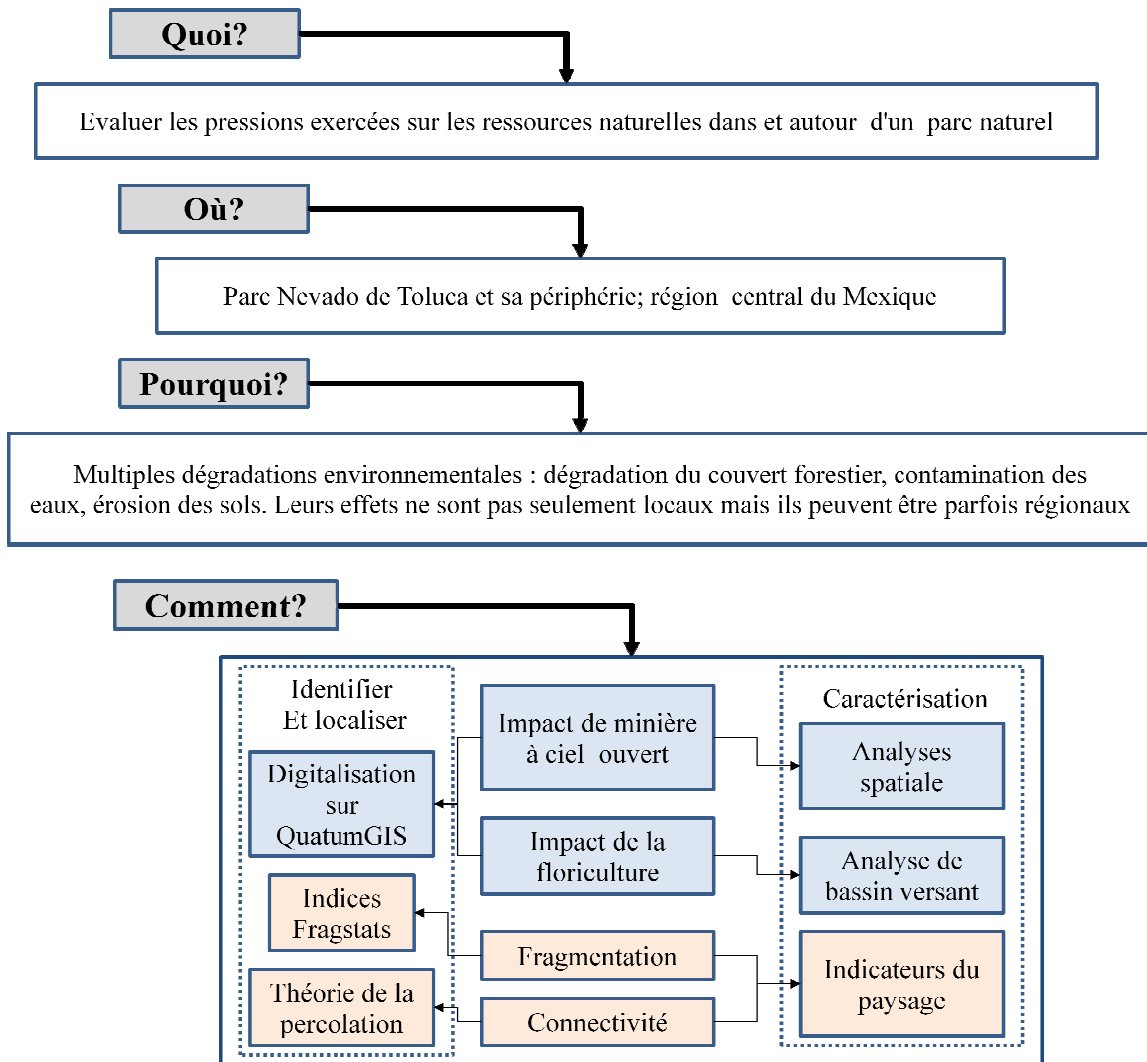 Quoi?
Evaluer les pressions exercées sur les ressources naturelles dans et autour d'un parc naturel
Où?
Parc Nevado de Toluca et sa périphérie; région central du Mexique
Pourquoi?
Multiples dégradations environnementales : dégradation du couvert forestier, contamination des
eaux, érosion des sols. Leurs effets ne sont pas seulement locaux mais ils peuvent être parfois régionaux
Comment?
Identifier
Et localiser
Digitalisation
sur
QuatumGIS
Indices
Fragstats
Théorie de la
percolation
Impact de minière
à ciel ouvert
Impact de la
floriculture
Fragmentation
Connectivité
Caractérisation
Analyses
spatiale
Analyse de
bassin versant
Indicateurs du
paysage